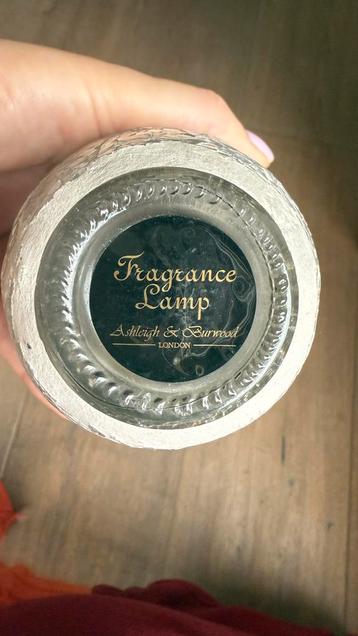 Fragrance
Lamp
Ashleigh & Burwood
LONDON